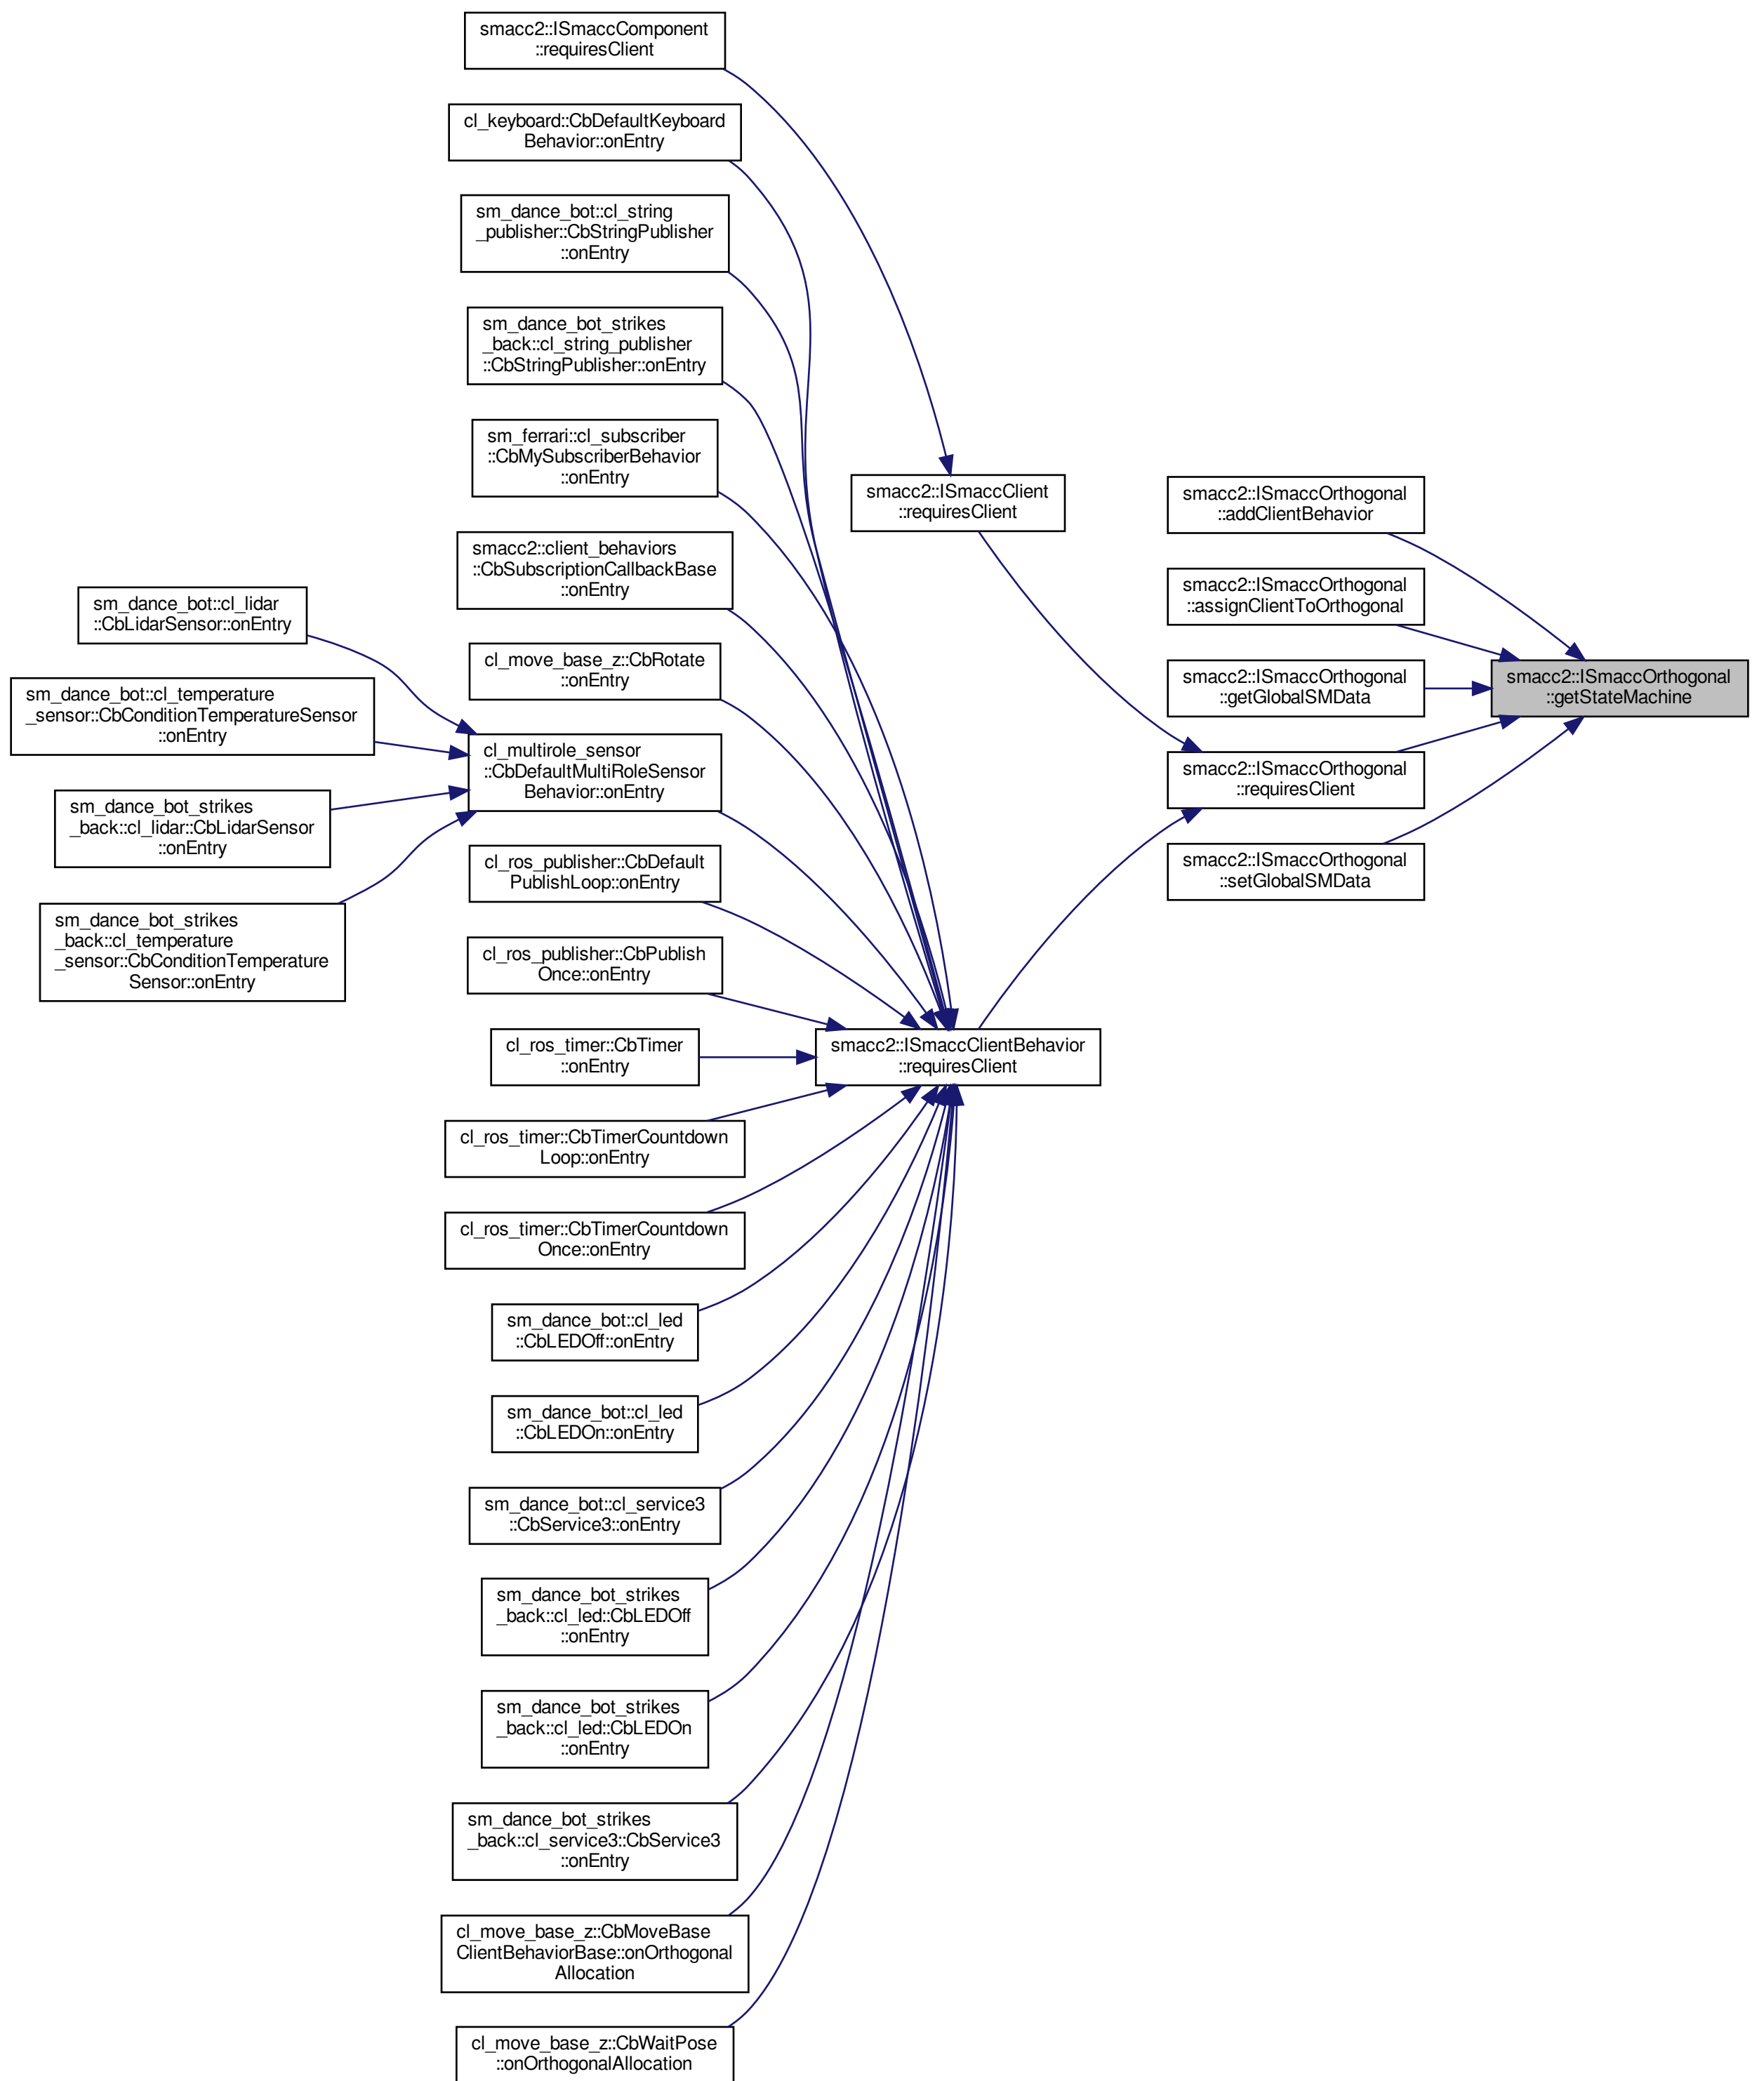 smacc2::ISmaccComponent
::requiresClient
cl_keyboard::CbDefaultKeyboard
Behavior::onEntry
sm_dance_bot::cl_string
_publisher::CbStringPublisher
::onEntry
sm_dance_bot_strikes
_back::cl_string_publisher
::CbStringPublisher::onEntry
sm_ferrari::cl_subscriber
::CbMySubscriberBehavior
::onEntry
smacc2::client_behaviors
::CbSubscriptionCallbackBase
::onEntry
cl_move_base_z::CbRotate
::onEntry
cl_multirole_sensor
::CbDefaultMultiRoleSensor
Behavior::onEntry
cl_ros_publisher::CbDefault
PublishLoop::onEntry
cl_ros_publisher::CbPublish
Once::onEntry
cl_ros_timer::CbTimer
::onEntry
cl_ros_timer::CbTimerCountdown
Loop::onEntry
cl_ros_timer::CbTimerCountdown
Once::onEntry
sm_dance_bot::cl_led
::CbLEDOff::onEntry
sm_dance_bot::cl_led
::CbLEDOn::onEntry
sm_dance_bot::cl_service3
::CbService3::onEntry
sm_dance_bot_strikes
_back::cl_led::CbLEDOff
::onEntry
sm_dance_bot_strikes
_back::cl_led::CbLEDOn
::onEntry
sm_dance_bot_strikes
_back::cl_service3::CbService3
::onEntry
cl_move_base_z::CbMoveBase
ClientBehaviorBase::onOrthogonal
Allocation
cl_move_base_z::CbWaitPose
::onOrthogonalAllocation
sm_dance_bot::cl_lidar
::CbLidarSensor::onEntry
sm_dance_bot::cl_temperature
_sensor::CbConditionTemperatureSensor
::onEntry
sm_dance_bot_strikes
_back::cl_lidar::CbLidarSensor
::onEntry
sm_dance_bot_strikes
_back::cl_temperature
_sensor::CbConditionTemperature
Sensor::onEntry
smacc2::ISmaccClient
::requiresClient
smacc2::ISmaccClientBehavior
::requiresClient
smacc2::ISmaccOrthogonal
::addClientBehavior
smacc2::ISmaccOrthogonal
::assignClientToOrthogonal
smacc2::ISmaccOrthogonal
::getGlobalSMData
smacc2::ISmaccOrthogonal
::requiresClient
smacc2::ISmaccOrthogonal
::setGlobalSMData
smacc2::ISmaccOrthogonal
::getStateMachine